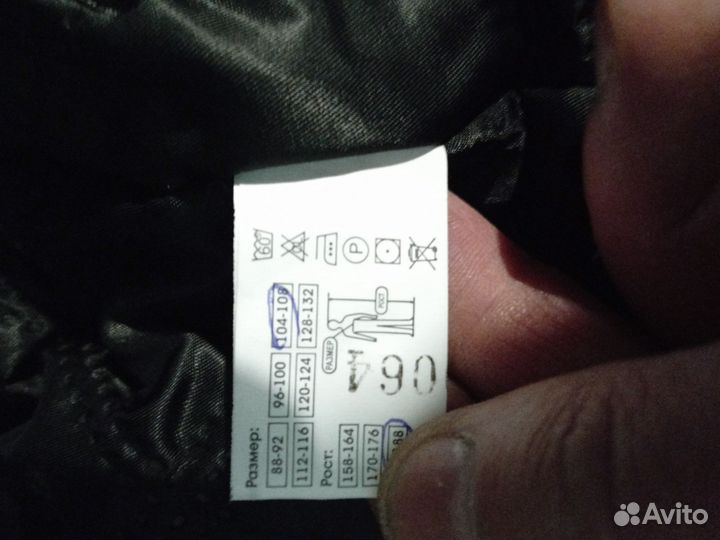 60 P
Размер:
88-92 96-100 104-108
112-116 120-124 128-132
РАЗМЕР
РОСТ
Рост:
158-164
170-176
88
Avito